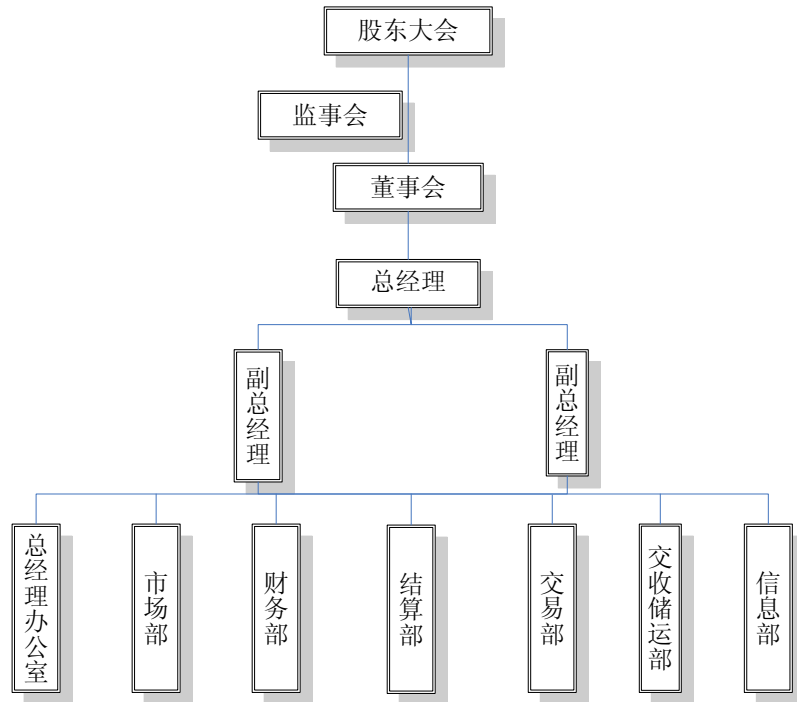 股东大会
监事会
董事会
总经理
副总经理
副总经理
总经理办公室
市场部
财务部
结算部
交易部
交收储运部
信息部